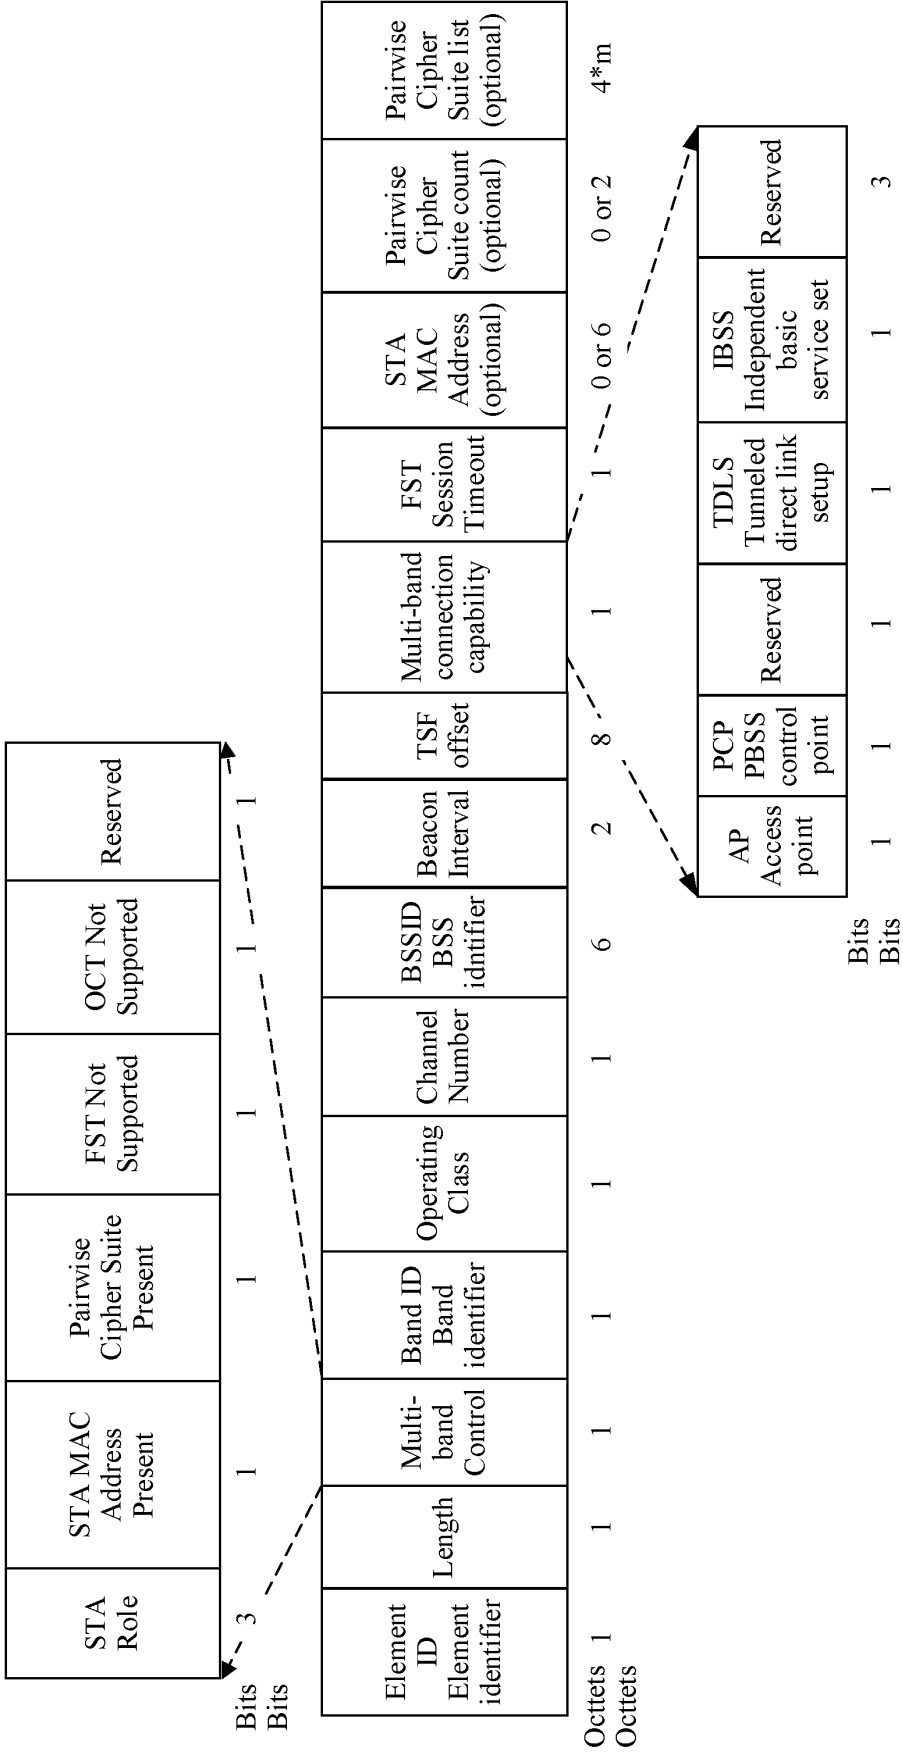 STA
Role
STA MAC
Address
Present
Pairwise
Cipher Suite
Present
FST Not
Supported
OCT Not
Supported
Reserved
Bits 3 1 1 1 1 1
Bits
Element
ID
Element
identifier
Length
Multi-
band
Control
Band ID
Band
identifier
Operating
Class
Channel
Number
BSSID
BSS
idntifier
Beacon
Interval
TSF
offset
Multi-band
connection
capability
FST
Session
Timeout
STA
MAC
Address
(optional)
Pairwise
Cipher
Suite count
(optional)
Pairwise
Cipher
Suite list
(optional)
Octtets 1 1 1 1 1 1 6 2 8 1 1 0 or 6 0 or 2 4*m
Octtets
AP
Access
point
PCP
PBSS
control
point
Reserved
TDLS
Tunneled
direct link
setup
IBSS
Independent
basic
service set
Reserved
Bits 1 1 1 1 1 3
Bits